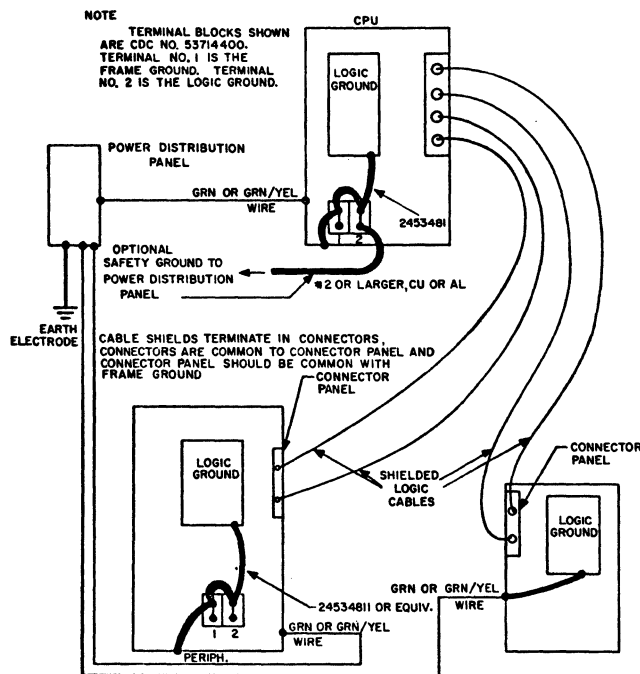 NOTE
TERMINAL BLOCKS SHOWN
ARE CDC NO. 53714400.
TERMINAL NO. 1 IS THE
FRAME GROUND. TERMINAL
NO. 2 IS THE LOGIC GROUND.
CPU
LOGIC
GROUND
POWER DISTRIBUTION
PANEL
GRN OR GRN/YEL
WIRE
1 2
2453481
OPTIONAL
SAFETY GROUND TO
POWER DISTRIBUTION
PANEL
#2 OR LARGER, CU OR AL
EARTH
ELECTRODE
CABLE SHIELDS TERMINATE IN CONNECTORS,
CONNECTORS ARE COMMON TO CONNECTOR PANEL AND
CONNECTOR PANEL SHOULD BE COMMON WITH
FRAME GROUND
CONNECTOR
PANEL
LOGIC
GROUND
SHIELDED
LOGIC
CABLES
CONNECTOR
PANEL
LOGIC
GROUND
24534811 OR EQUIV.
1 2
GRN OR GRN/YEL
WIRE
GRN OR GRN/YEL
WIRE
PERIPH.